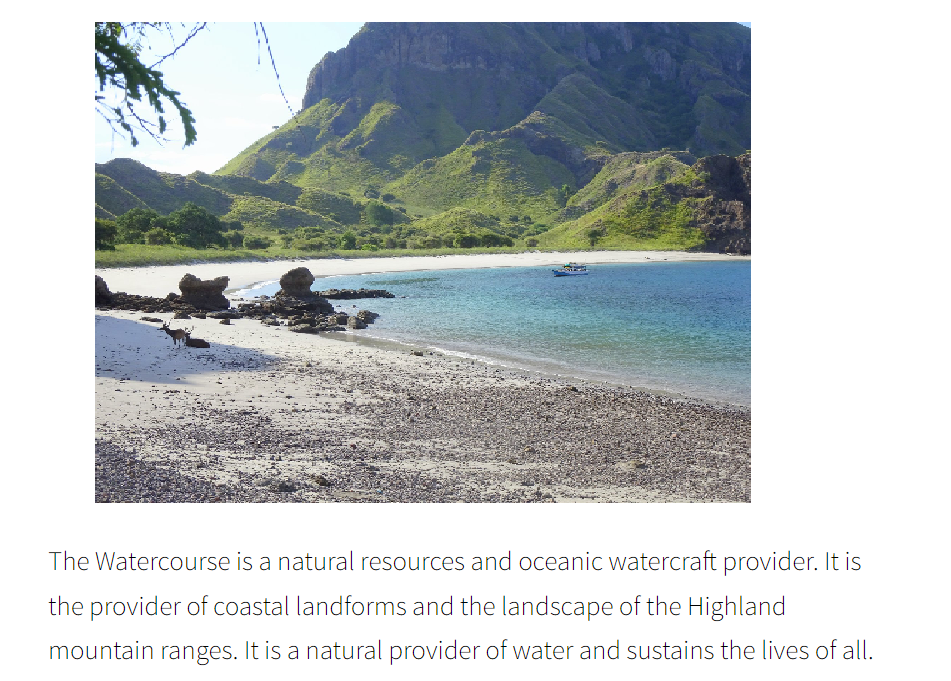 The Watercourse is a natural resources and oceanic watercraft provider. It is
the provider of coastal landforms and the landscape of the Highland
mountain ranges. It is a natural provider of water and sustains the lives of all.